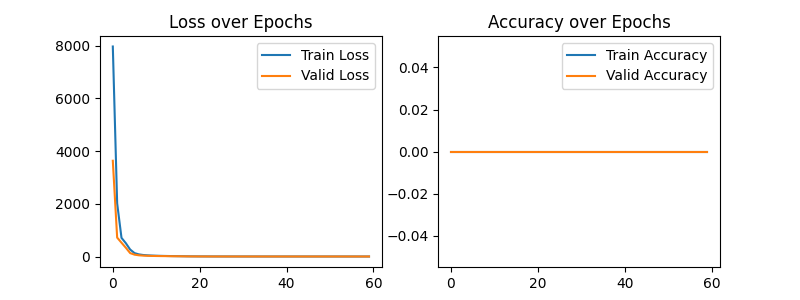 Loss over Epochs
8000
6000
4000
2000
0
0 20 40 60
Train Loss
Valid Loss
Accuracy over Epochs
0.04
0.02
0.00
−0.02
−0.04
0 20 40 60
Train Accuracy
Valid Accuracy